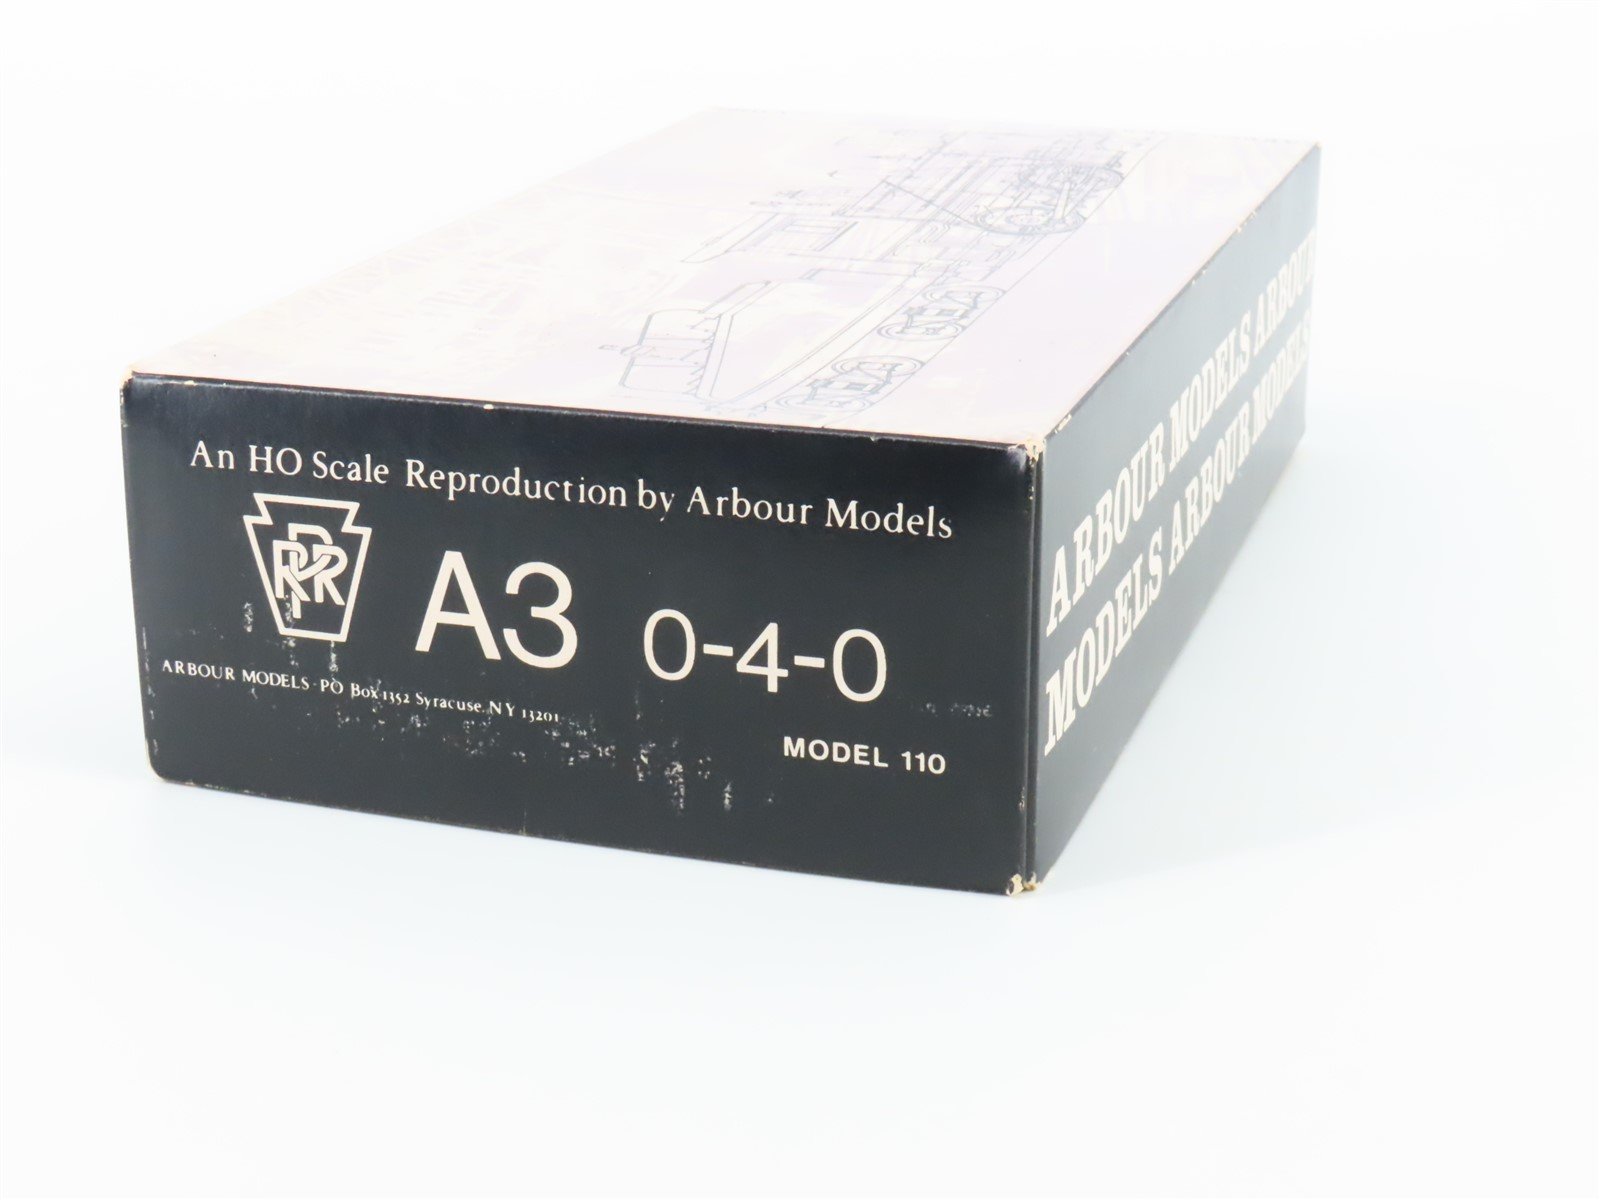 An HO Scale Reproduction by Arbour Models
PRR
A3 0-4-0
ARBOUR MODELS - PO Box 1352 Syracuse, NY 13201
MODEL 110
ARBOUR MODELS ARBOUR
MODELS ARBOUR MODELS